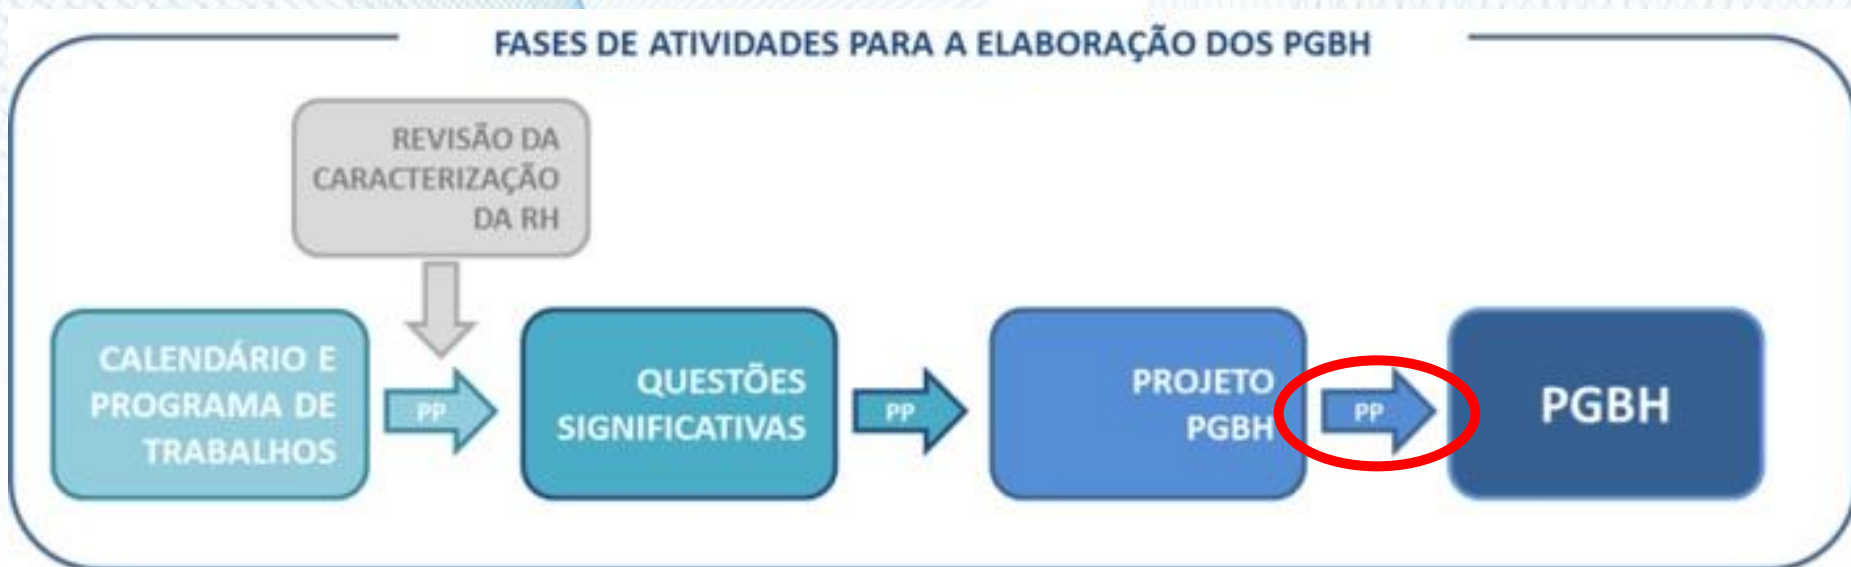 FASES DE ATIVIDADES PARA A ELABORAÇÃO DOS PGBH
REVISÃO DA
CARACTERIZAÇÃO
DA RH
CALENDÁRIO E
PROGRAMA DE
TRABALHOS
PP
QUESTÕES
SIGNIFICATIVAS
PP
PROJETO
PGBH
PP
PGBH